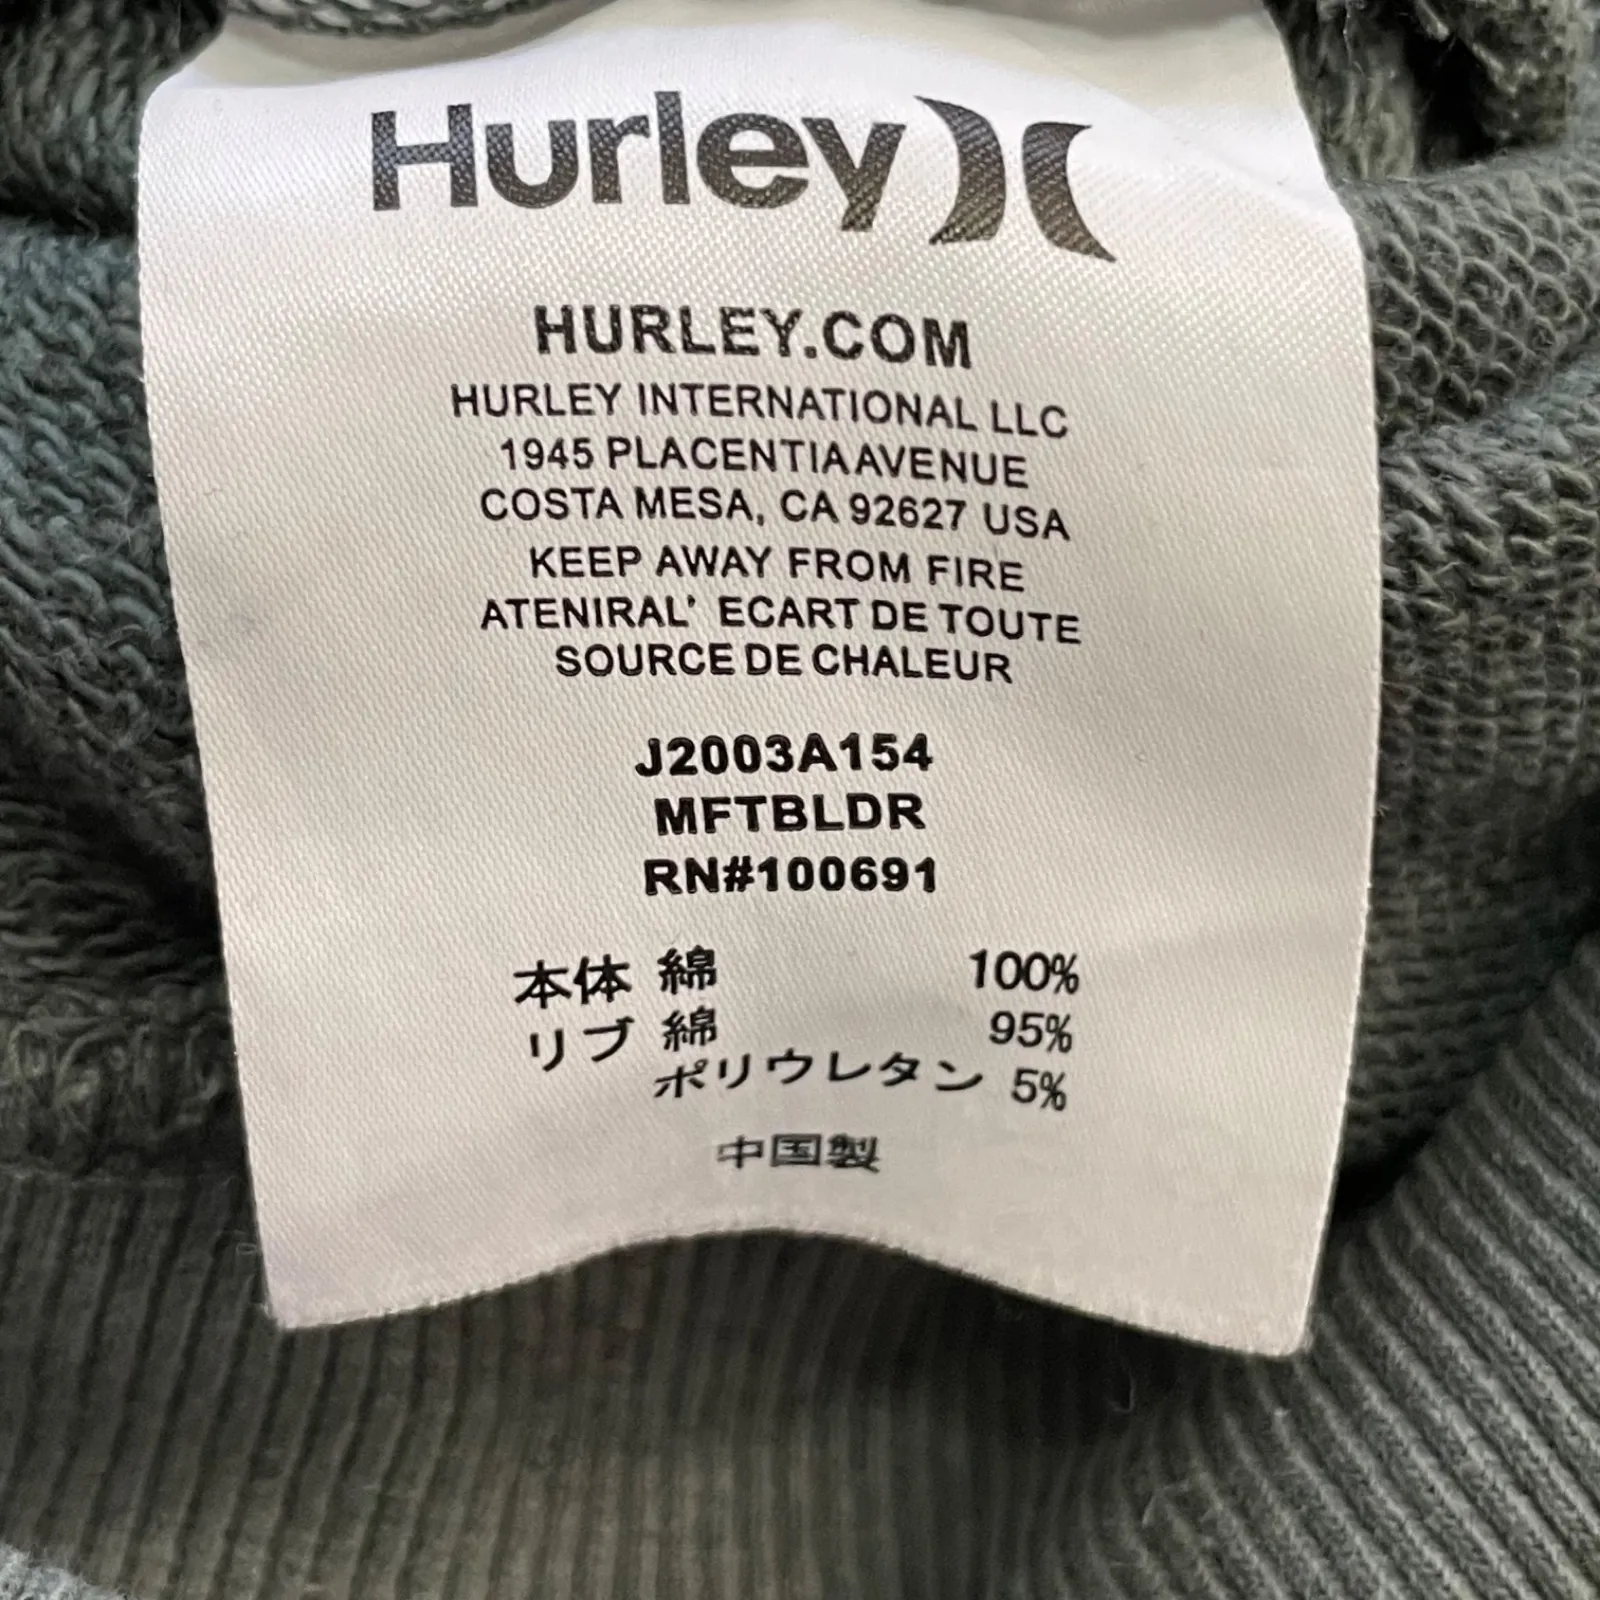 Hurley
HURLEY.COM
HURLEY INTERNATIONAL LLC
1945 PLACENTIAAVENUE
COSTA MESA, CA 92627 USA
KEEP AWAY FROM FIRE
ATENIRAL' ECART DE TOUTE
SOURCE DE CHALEUR
J2003A154
MFTBLDR
RN#100691
本体 綿 100%
リブ 綿 95%
ポリウレタン 5%
中国製